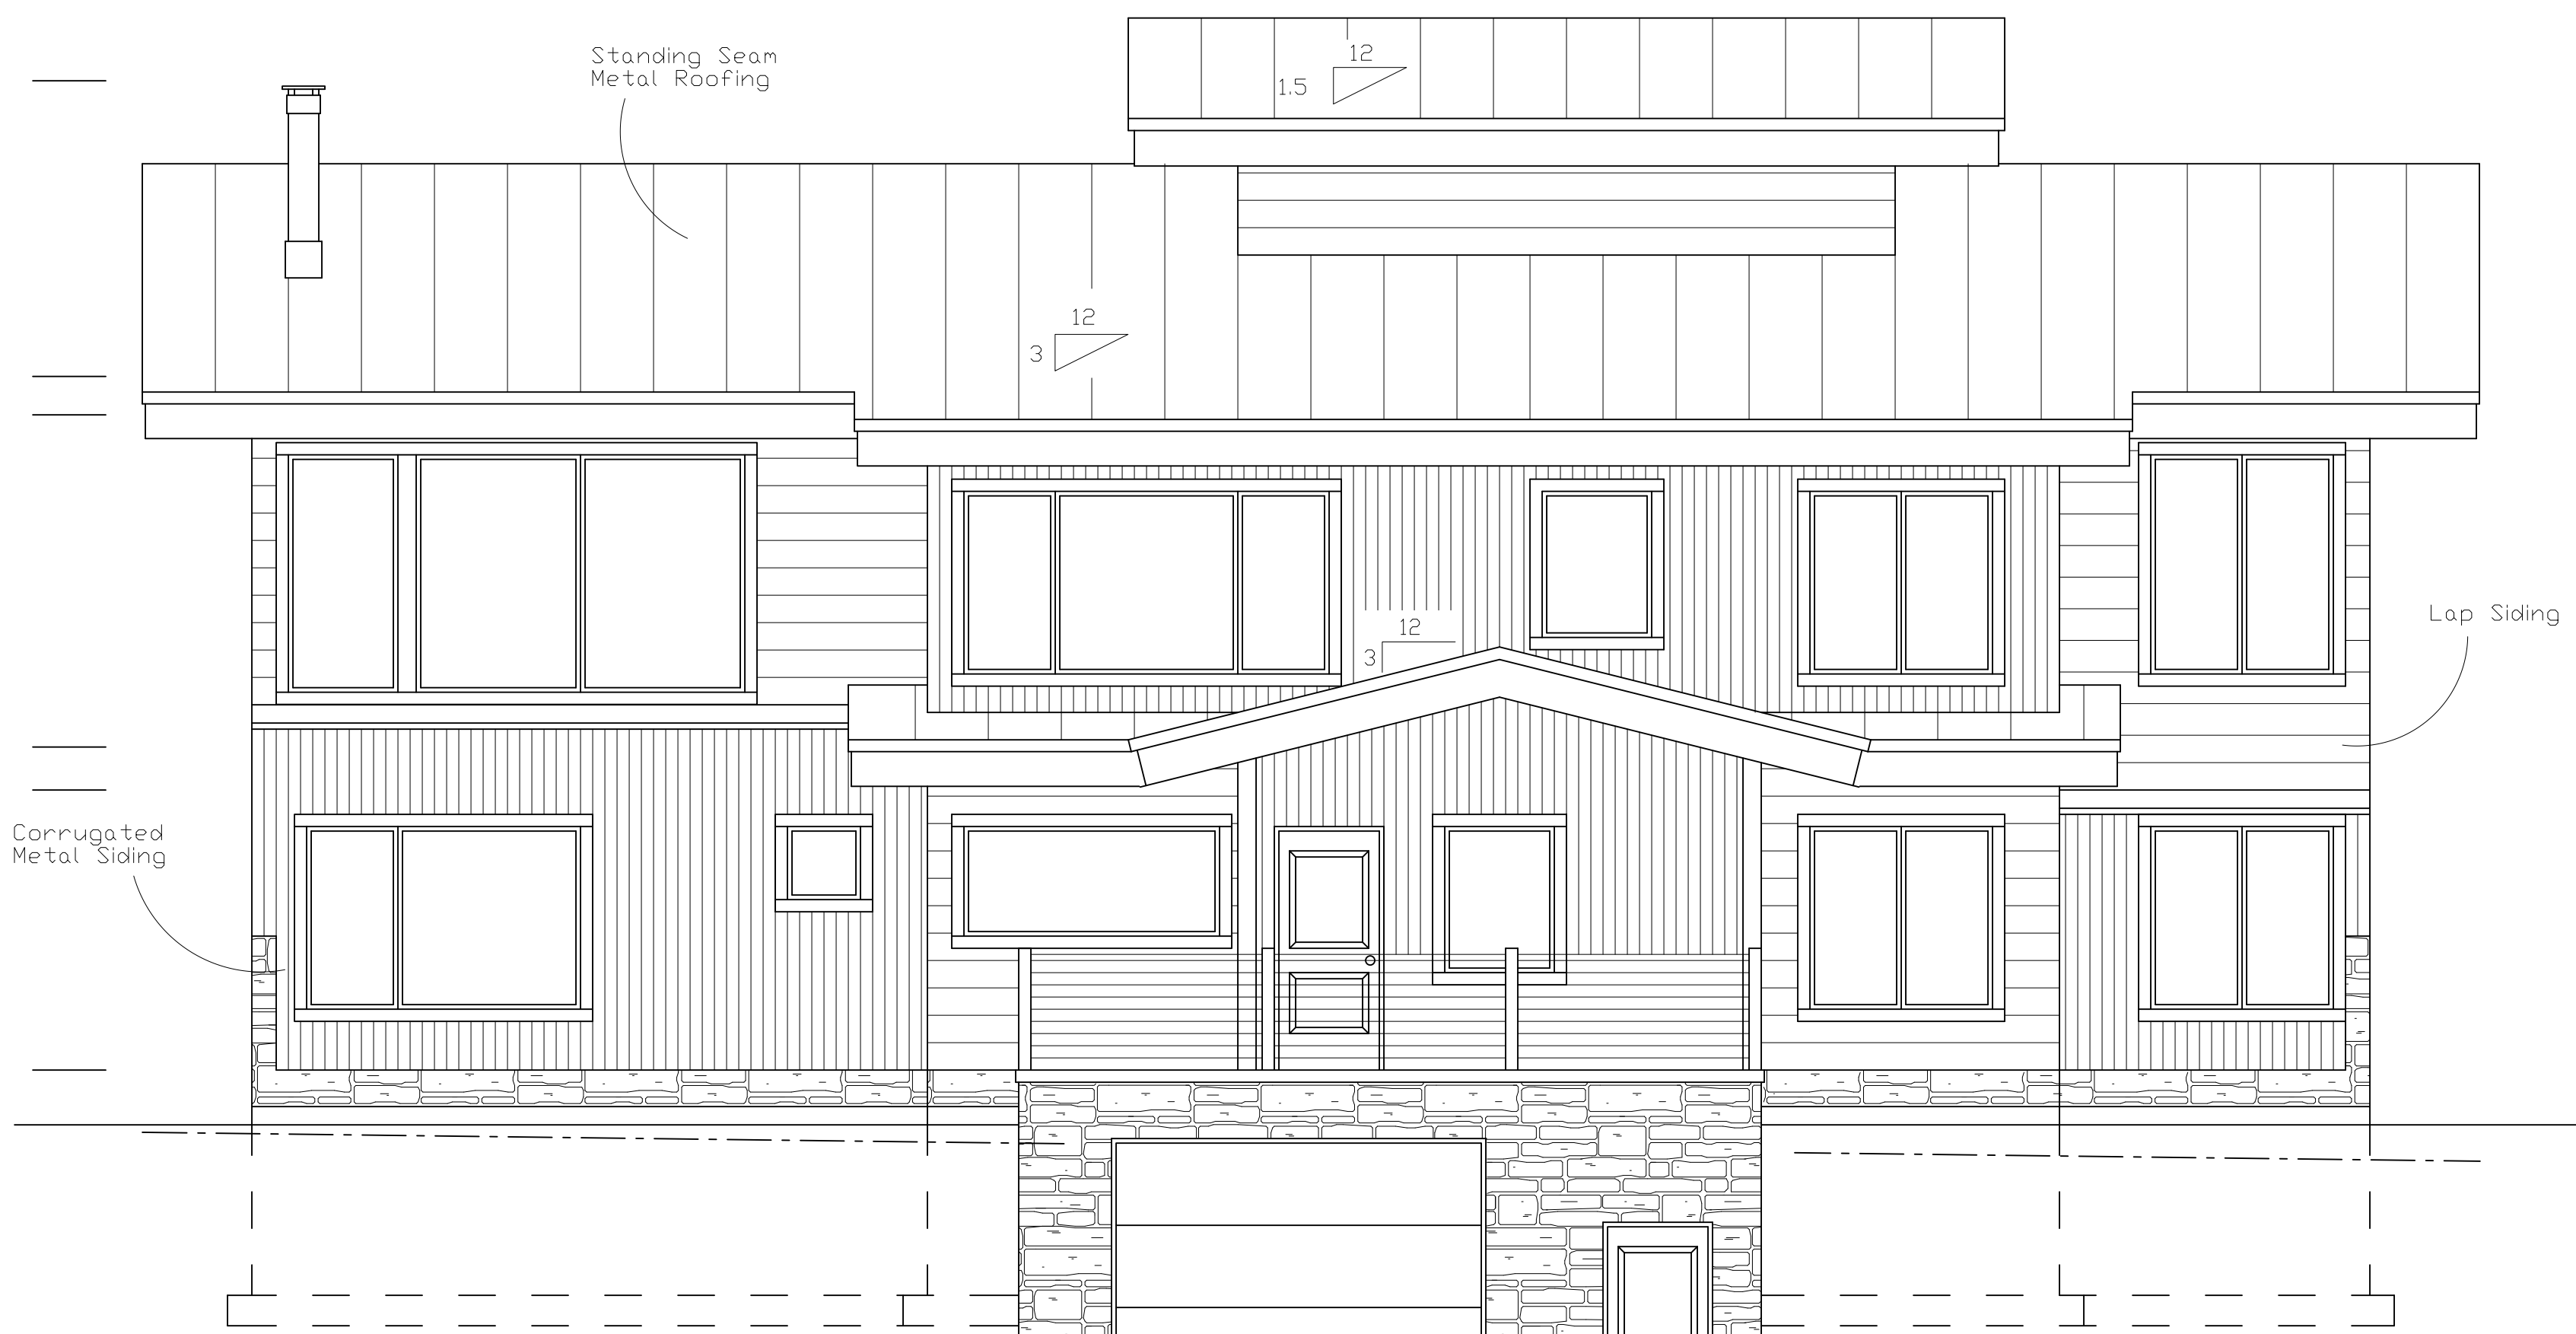 Standing Seam
Metal Roofing
12
1.5
12
3
12
3
Lap Siding
Corrugated
Metal Siding